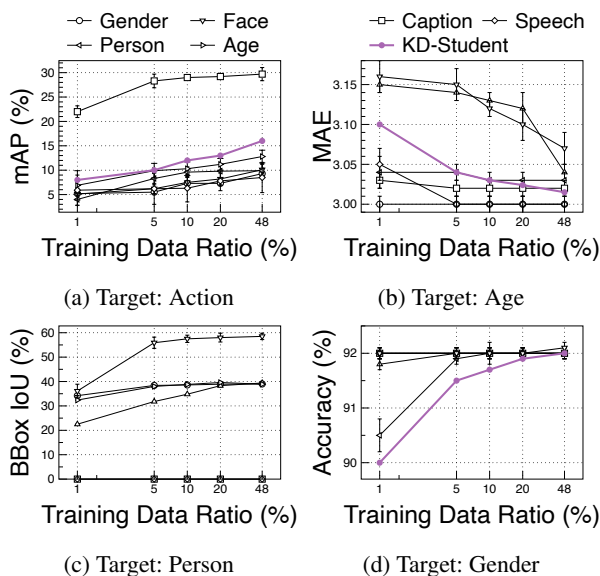 Gender Face
Person Age
Caption Speech
KD-Student
mAP (%)
30
25
20
15
10
5
1 5 10 20 48
Training Data Ratio (%)
(a) Target: Action
MAE
3.15
3.10
3.05
3.00
1 5 10 20 48
Training Data Ratio (%)
(b) Target: Age
BBox IoU (%)
60
50
40
30
20
10
0
1 5 10 20 48
Training Data Ratio (%)
(c) Target: Person
Accuracy (%)
92
91
90
1 5 10 20 48
Training Data Ratio (%)
(d) Target: Gender